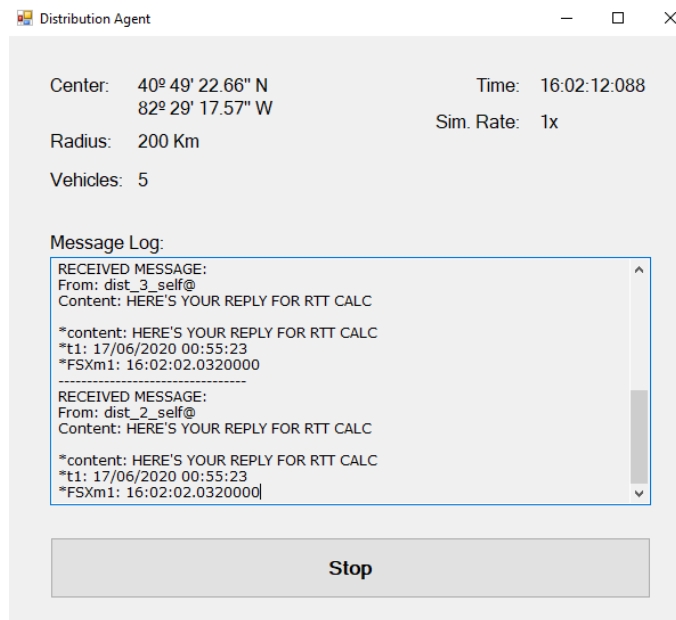 Distribution Agent
Center: 40º 49' 22.66" N
82º 29' 17.57" W
Time: 16:02:12:088
Sim. Rate: 1x
Radius: 200 Km
Vehicles: 5
Message Log:
RECEIVED MESSAGE:
From: dist_3_self@
Content: HERE'S YOUR REPLY FOR RTT CALC
*content: HERE'S YOUR REPLY FOR RTT CALC
*t1: 17/06/2020 00:55:23
*FSXm1: 16:02:02.0320000
---------------------------------
RECEIVED MESSAGE:
From: dist_2_self@
Content: HERE'S YOUR REPLY FOR RTT CALC
*content: HERE'S YOUR REPLY FOR RTT CALC
*t1: 17/06/2020 00:55:23
*FSXm1: 16:02:02.0320000
Stop